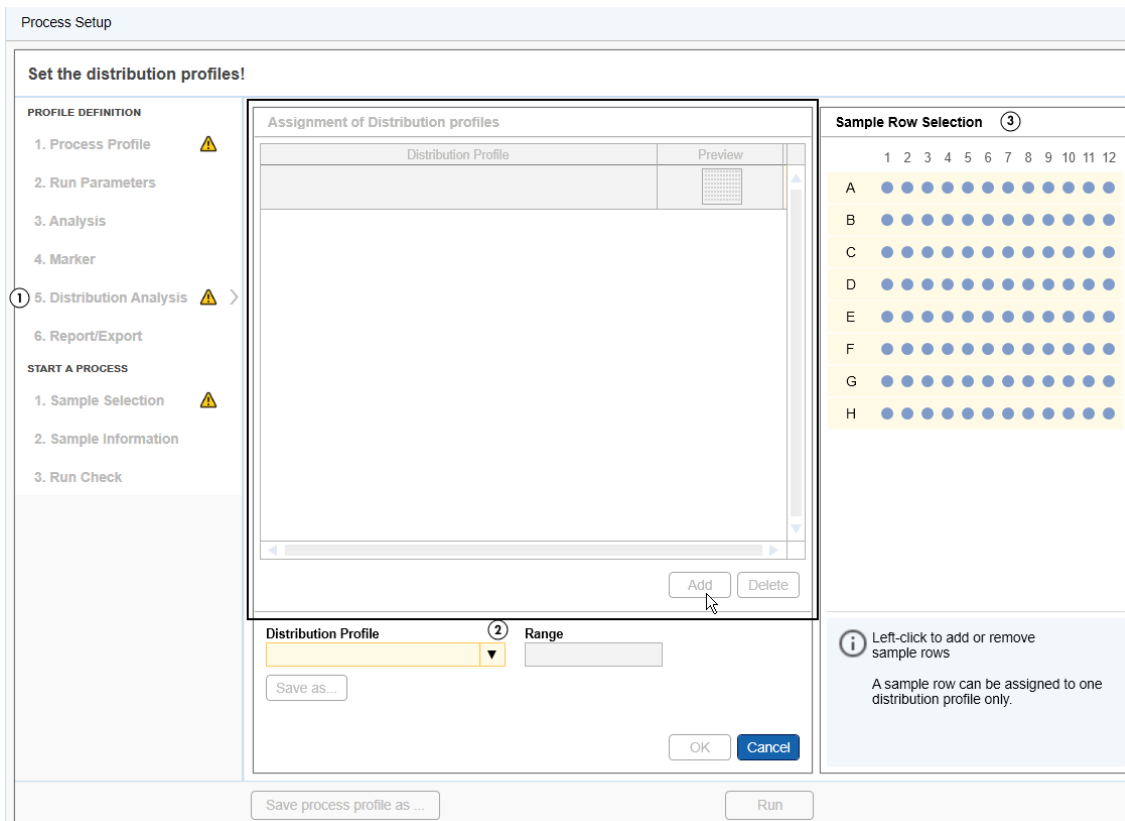 Process Setup
Set the distribution profiles!
PROFILE DEFINITION
1. Process Profile
2. Run Parameters
3. Analysis
4. Marker
1 5. Distribution Analysis
6. Report/Export
START A PROCESS
1. Sample Selection
2. Sample Information
3. Run Check
Assignment of Distribution profiles
Distribution Profile Preview
Add Delete
Distribution Profile 2 Range
Save as...
OK Cancel
Sample Row Selection 3
1 2 3 4 5 6 7 8 9 10 11 12
A
B
C
D
E
F
G
H
Left-click to add or remove
sample rows
A sample row can be assigned to one
distribution profile only.
Save process profile as ... Run